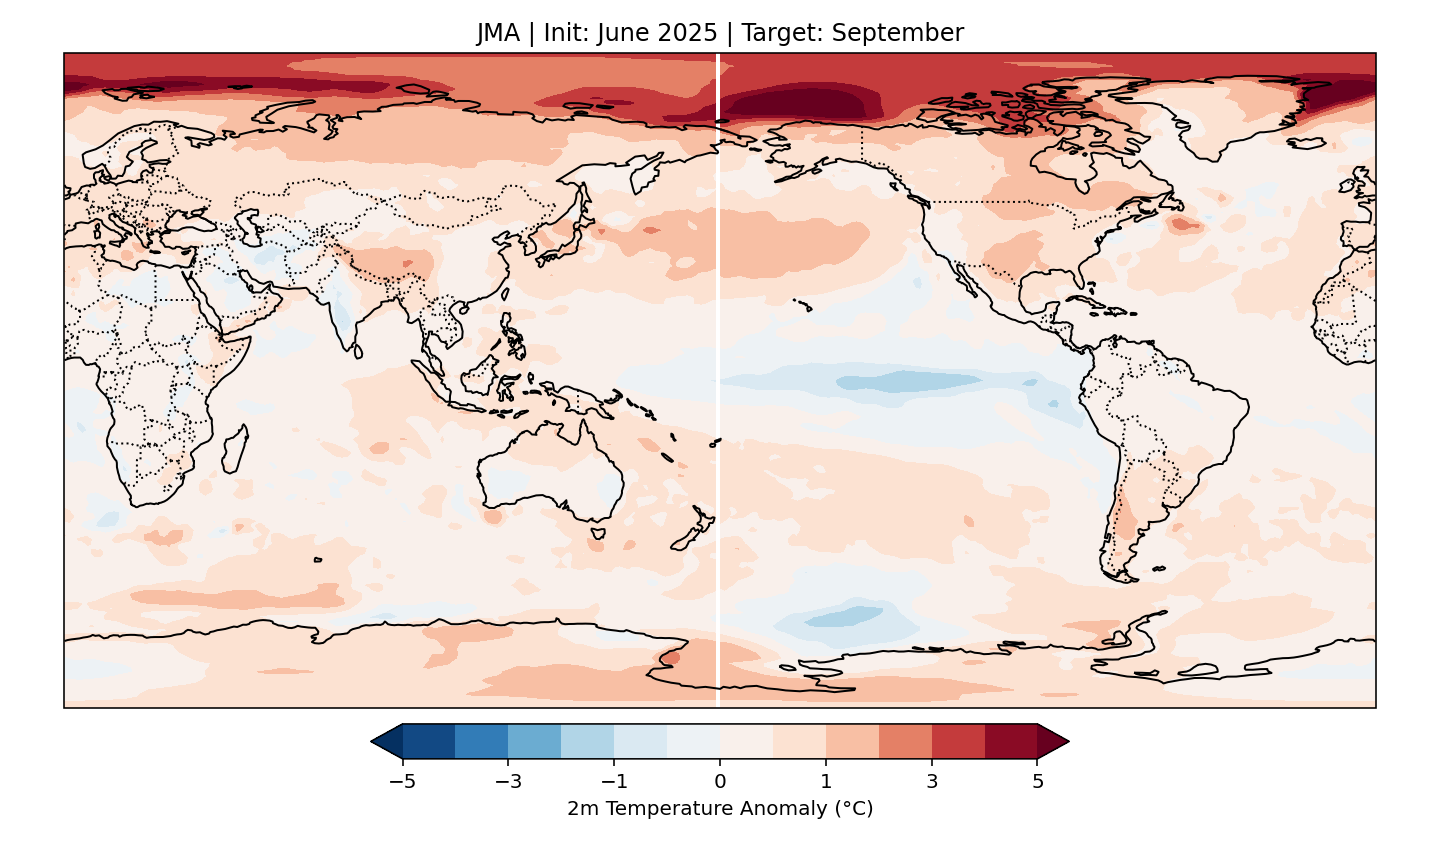 JMA | Init: June 2025 | Target: September
−5 −3 −1 0 1 3 5
2m Temperature Anomaly (°C)